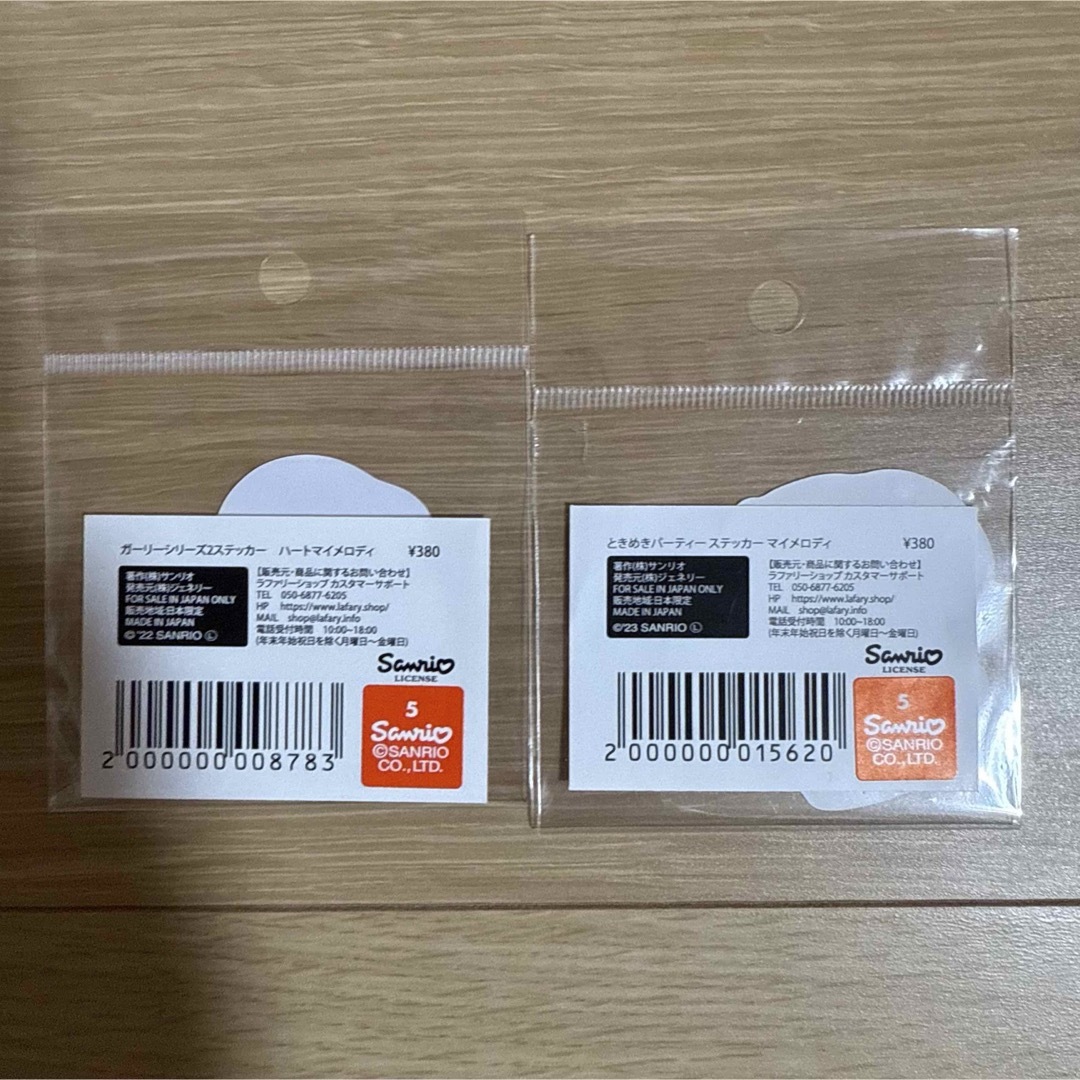 ガーリーシリーズ2ステッカー　ハートマイメロディ　¥380
著作(株)サンリオ
発売元(株)ジェネリー
FOR SALE IN JAPAN ONLY
販売地域:日本限定
MADE IN JAPAN
©'22 SANRIO Ⓛ
【販売元・商品に関するお問い合わせ】
ラファリーショップ カスタマーサポート
TEL　050-6877-6205
HP　https://www.lafary.shop/
MAIL　shop@lafary.info
電話受付時間　10:00~18:00
(年末年始祝日を除く月曜日～金曜日)
Sanrio
LICENSE
2 000000 008783
5
Sanrio
©SANRIO
CO.,LTD.
ときめきパーティー ステッカー マイメロディ　¥380
著作(株)サンリオ
発売元(株)ジェネリー
FOR SALE IN JAPAN ONLY
販売地域:日本限定
MADE IN JAPAN
©'23 SANRIO Ⓛ
【販売元・商品に関するお問い合わせ】
ラファリーショップ カスタマーサポート
TEL　050-6877-6205
HP　https://www.lafary.shop/
MAIL　shop@lafary.info
電話受付時間　10:00~18:00
(年末年始祝日を除く月曜日～金曜日)
Sanrio
LICENSE
2 000000 015620
5
Sanrio
©SANRIO
CO.,LTD.